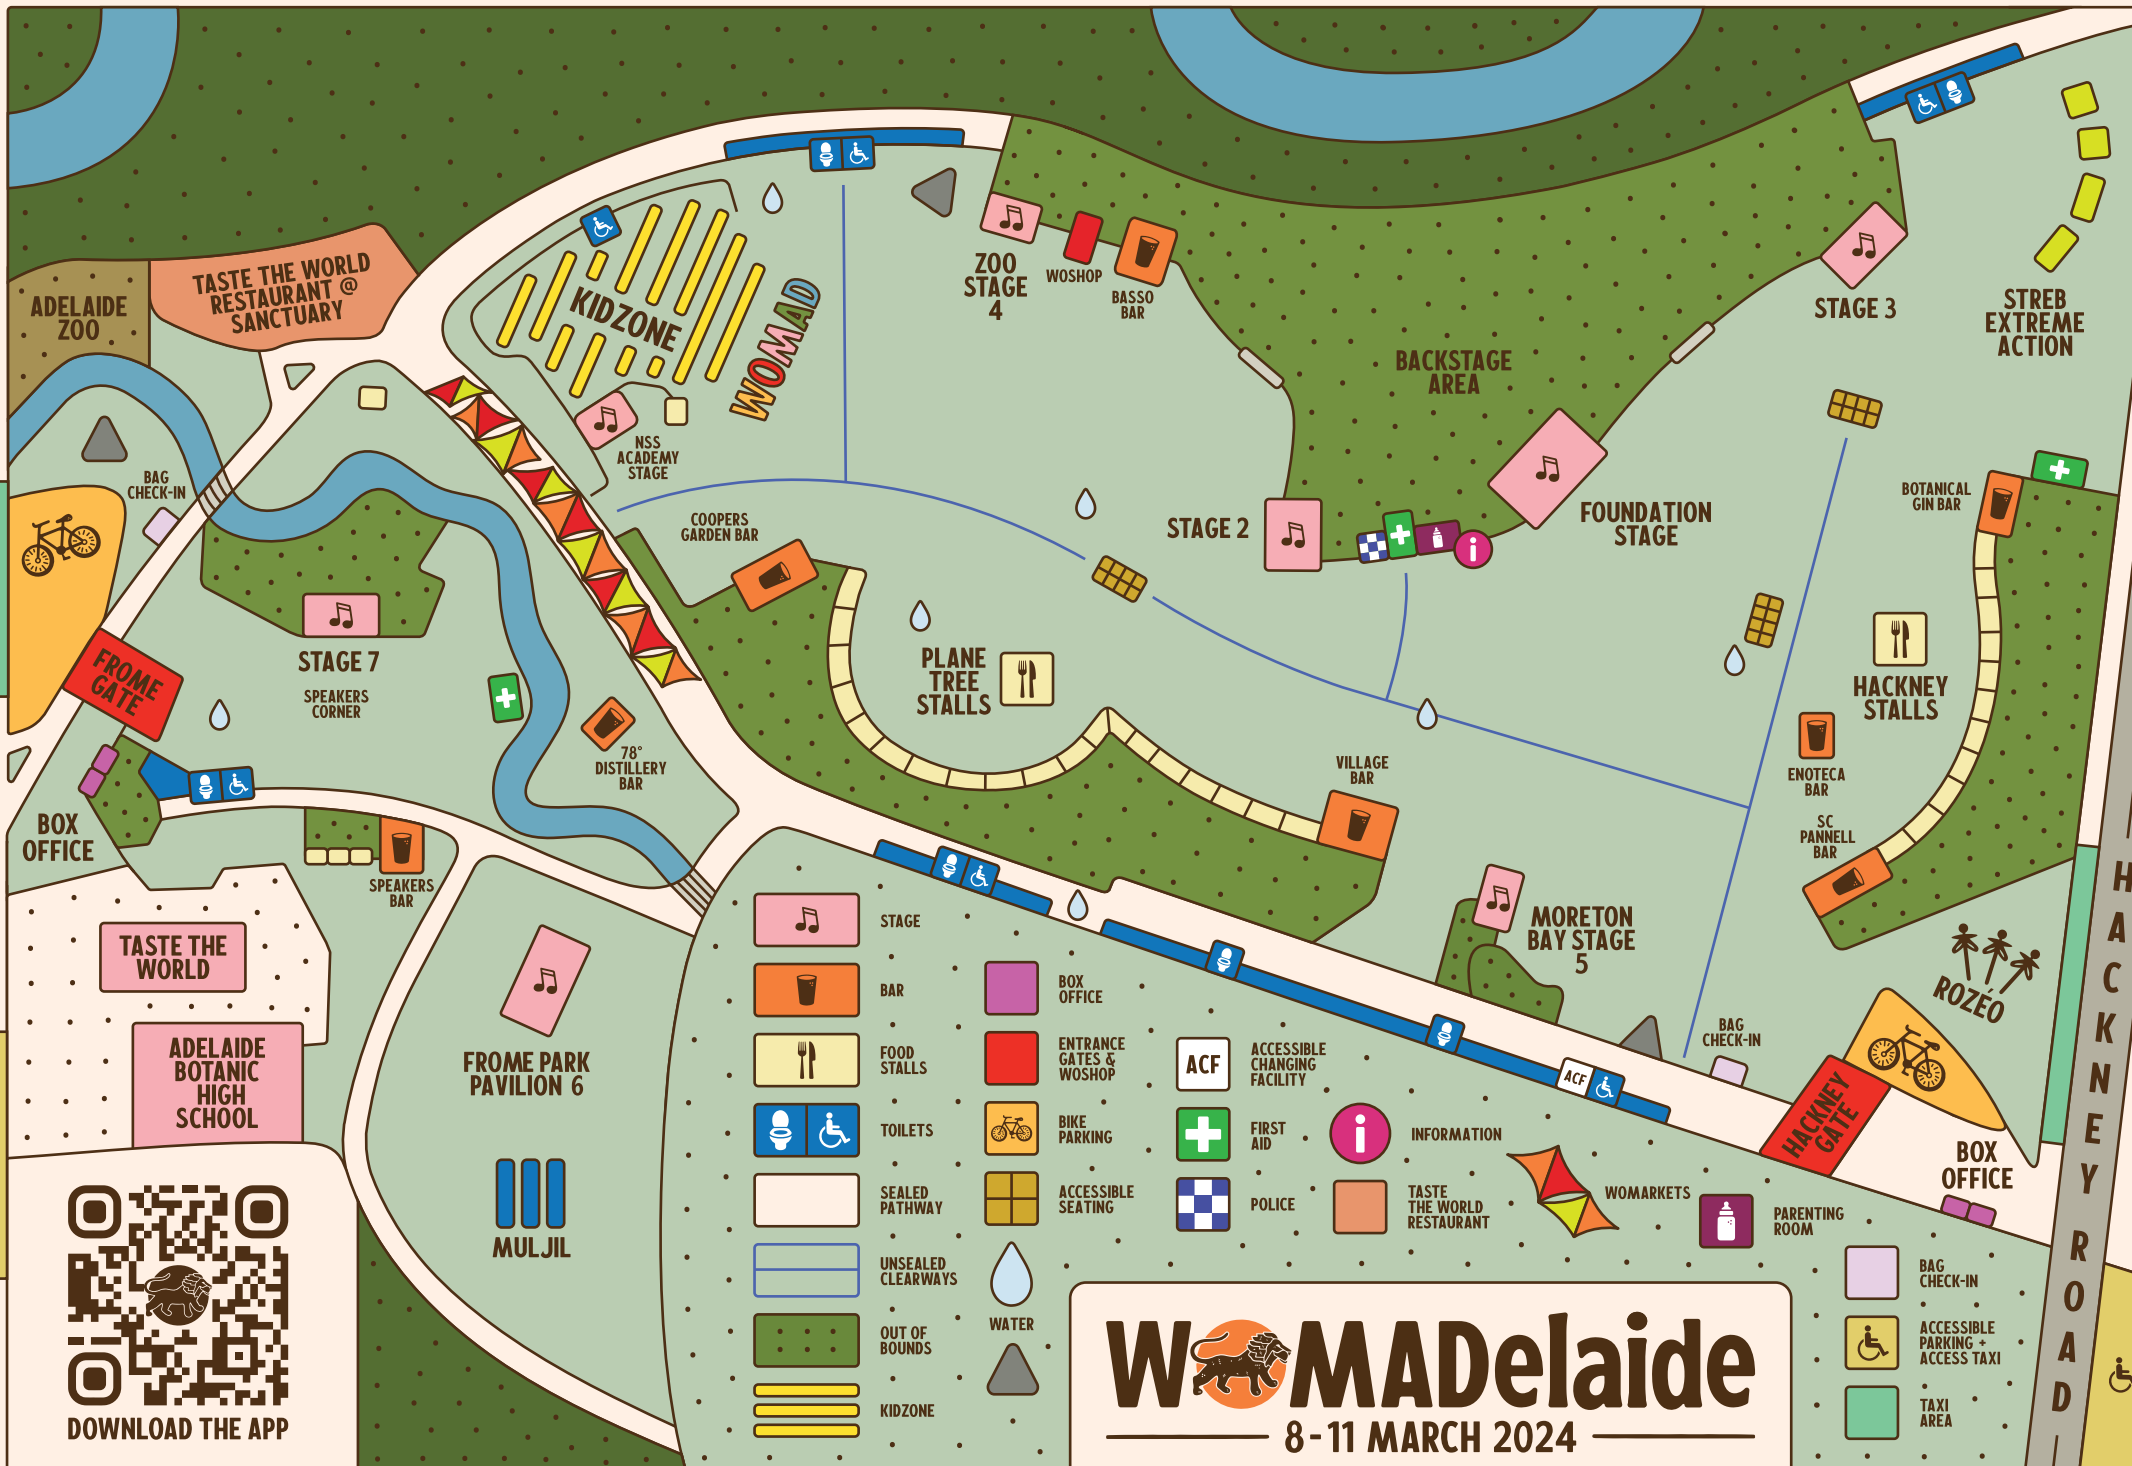 ADELAIDE
ZOO
TASTE THE WORLD
RESTAURANT @
SANCTUARY
KIDZONE
WOMAD
ZOO
STAGE
4
WOSHOP
BASSO
BAR
BACKSTAGE
AREA
STAGE 3
STREB
EXTREME
ACTION
BAG
CHECK-IN
NSS
ACADEMY
STAGE
COOPERS
GARDEN BAR
STAGE 2
FOUNDATION
STAGE
BOTANICAL
GIN BAR
FROME
GATE
STAGE 7
SPEAKERS
CORNER
PLANE
TREE
STALLS
HACKNEY
STALLS
78°
DISTILLERY
BAR
VILLAGE
BAR
ENOTECA
BAR
SC
PANNELL
BAR
BOX
OFFICE
SPEAKERS
BAR
TASTE THE
WORLD
ADELAIDE
BOTANIC
HIGH
SCHOOL
FROME PARK
PAVILION 6
MULJIL
MORETON
BAY STAGE
5
ROZÉO
BAG
CHECK-IN
ACF
HACKNEY
GATE
BOX
OFFICE
HACKNEY ROAD
STAGE
BAR
FOOD
STALLS
TOILETS
SEALED
PATHWAY
UNSEALED
CLEARWAYS
OUT OF
BOUNDS
KIDZONE
BOX
OFFICE
ENTRANCE
GATES &
WOSHOP
BIKE
PARKING
ACCESSIBLE
SEATING
WATER
ACF
ACCESSIBLE
CHANGING
FACILITY
FIRST
AID
POLICE
i
INFORMATION
TASTE
THE WORLD
RESTAURANT
WOMARKETS
PARENTING
ROOM
BAG
CHECK-IN
ACCESSIBLE
PARKING +
ACCESS TAXI
TAXI
AREA
DOWNLOAD THE APP
WOMADelaide
8-11 MARCH 2024